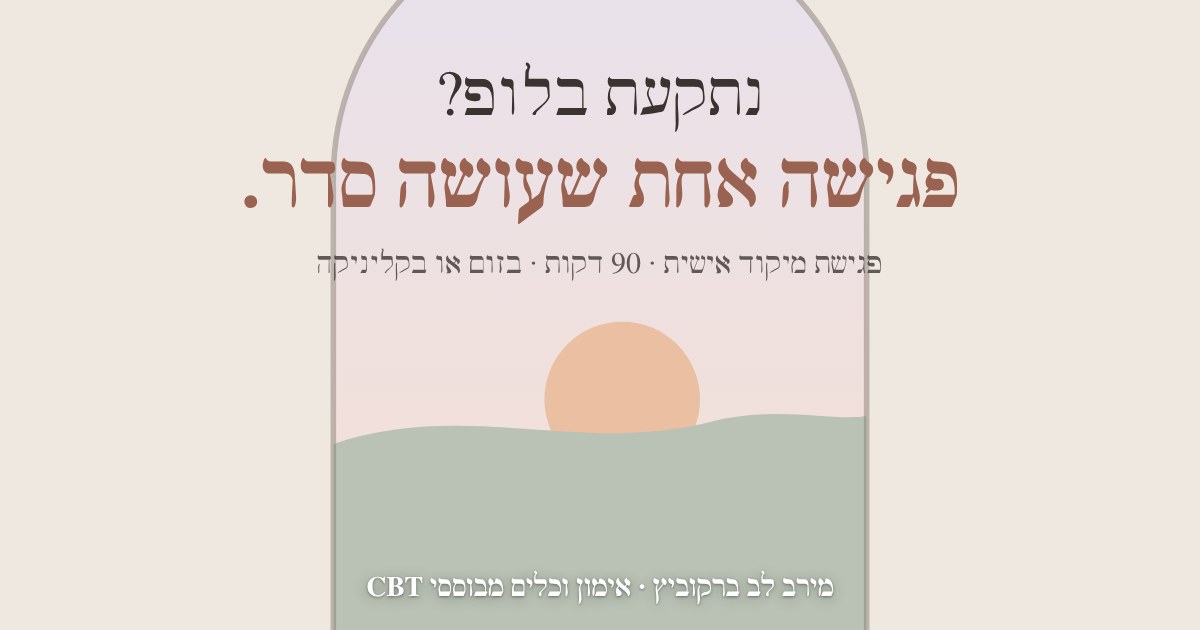 נתקעת בלופ?
פגישה אחת שעושה סדר.
פגישת מיקוד אישית · 90 דקות · בזום או בקליניקה
מירב לב ברקוביץ · אימון וכלים מבוססי CBT